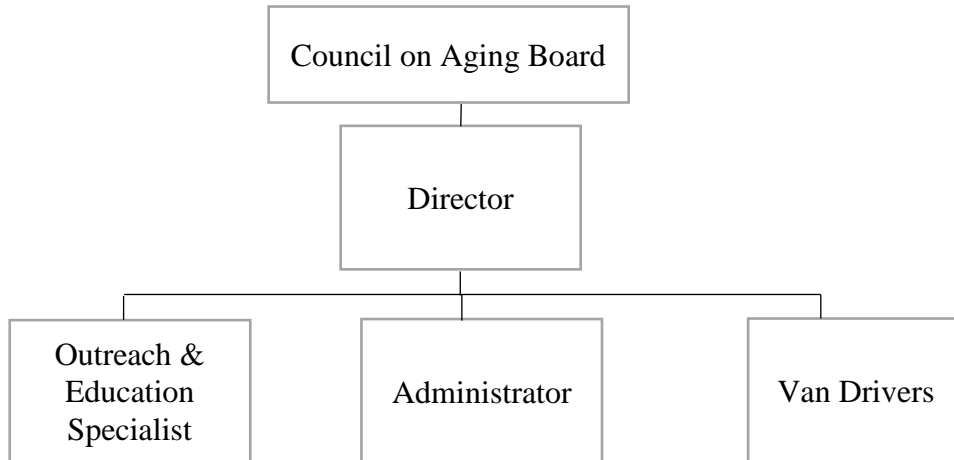 Council on Aging Board
Director
Outreach &
Education
Specialist
Administrator
Van Drivers